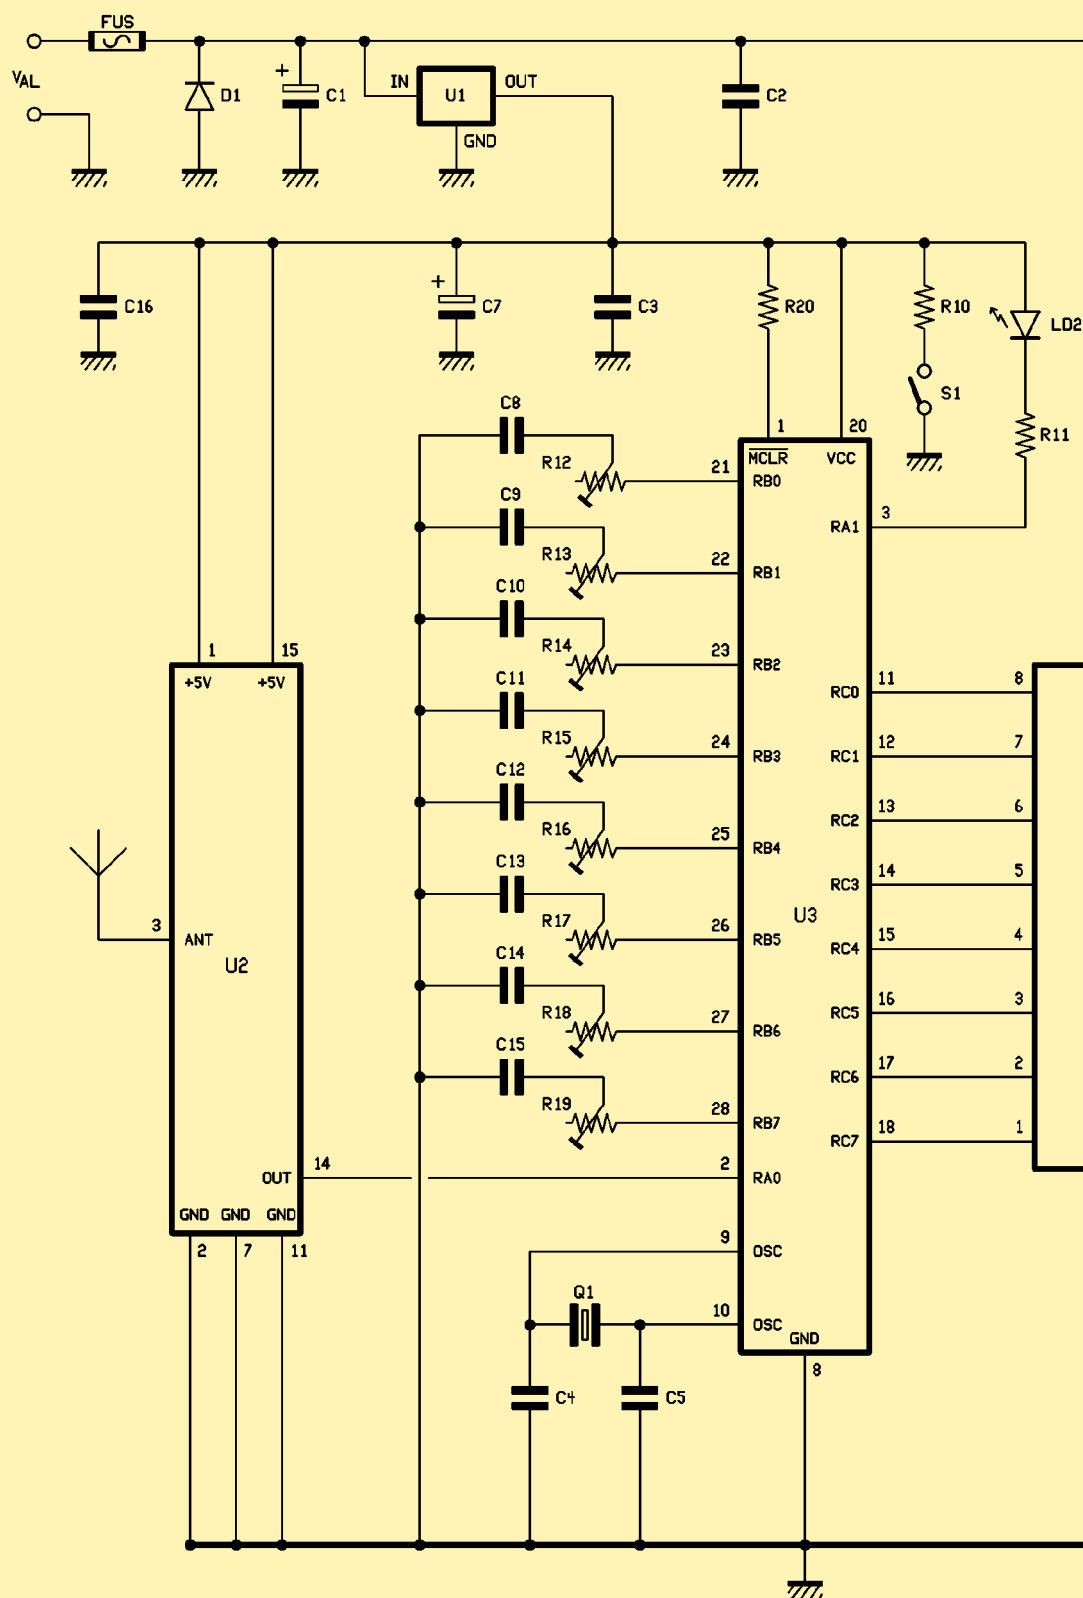 FUS
VAL
D1
+
C1
IN
U1
OUT
GND
C2
C16
+
C7
C3
R20
R10
LD2
S1
R11
C8
R12
C9
R13
C10
R14
C11
R15
C12
R16
C13
R17
C14
R18
C15
R19
1
20
MCLR
VCC
21
RB0
3
RA1
22
RB1
23
RB2
11
8
RC0
24
RB3
12
7
RC1
13
6
RC2
25
RB4
14
5
RC3
U3
26
RB5
15
4
RC4
16
3
RC5
27
RB6
17
2
RC6
28
RB7
18
1
RC7
2
RA0
9
OSC
10
OSC
GND
8
1
15
+5V
+5V
3
ANT
U2
14
OUT
GND
GND
GND
2
7
11
Q1
C4
C5